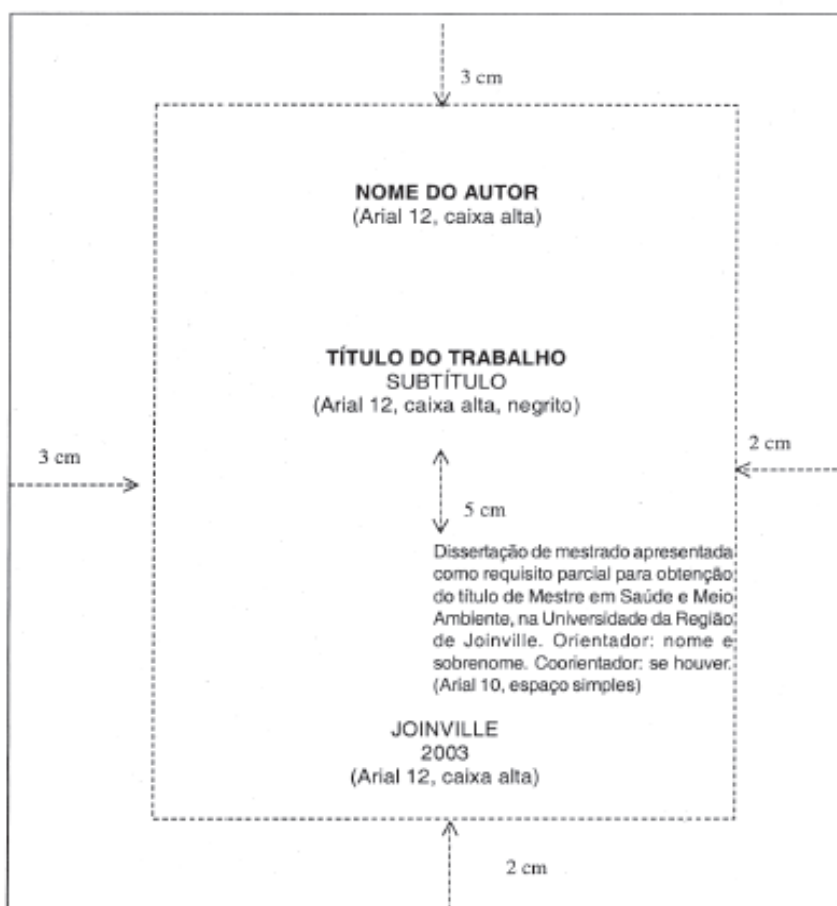 3 cm
NOME DO AUTOR
(Arial 12, caixa alta)
TÍTULO DO TRABALHO
SUBTÍTULO
(Arial 12, caixa alta, negrito)
3 cm
2 cm
5 cm
Dissertação de mestrado apresentada
como requisito parcial para obtenção
do título de Mestre em Saúde e Meio
Ambiente, na Universidade da Região
de Joinville. Orientador: nome e
sobrenome. Coorientador: se houver.
(Arial 10, espaço simples)
JOINVILLE
2003
(Arial 12, caixa alta)
2 cm